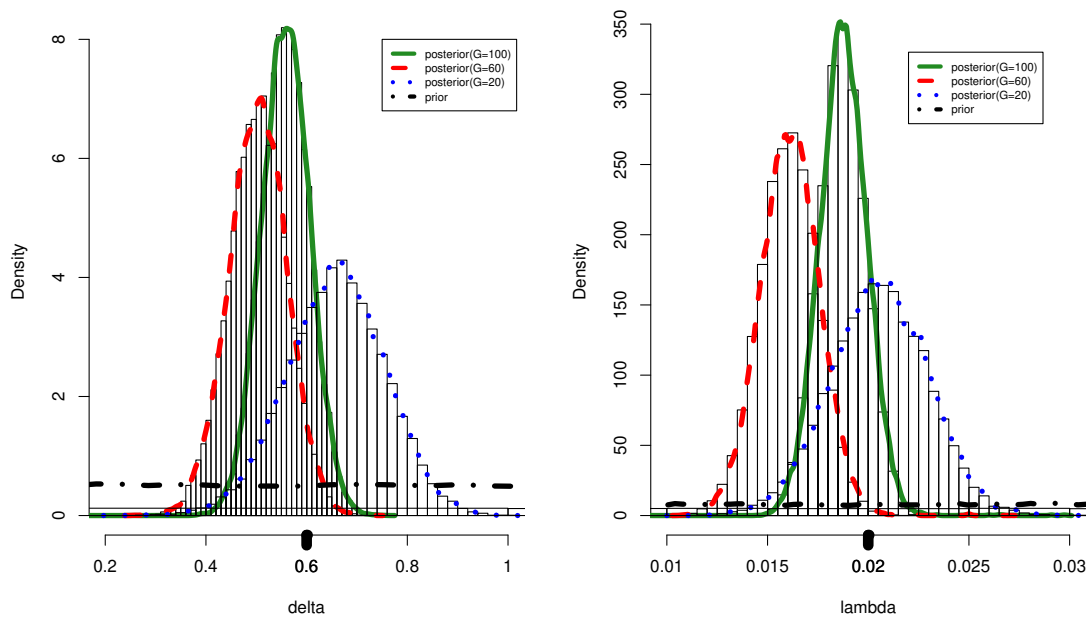 posterior(G=100)
posterior(G=60)
posterior(G=20)
prior
8
6
4
2
0
Density
0.2 0.4 0.6 0.8 1
delta
posterior(G=100)
posterior(G=60)
posterior(G=20)
prior
350
300
250
200
150
100
50
0
Density
0.01 0.015 0.02 0.025 0.03
lambda